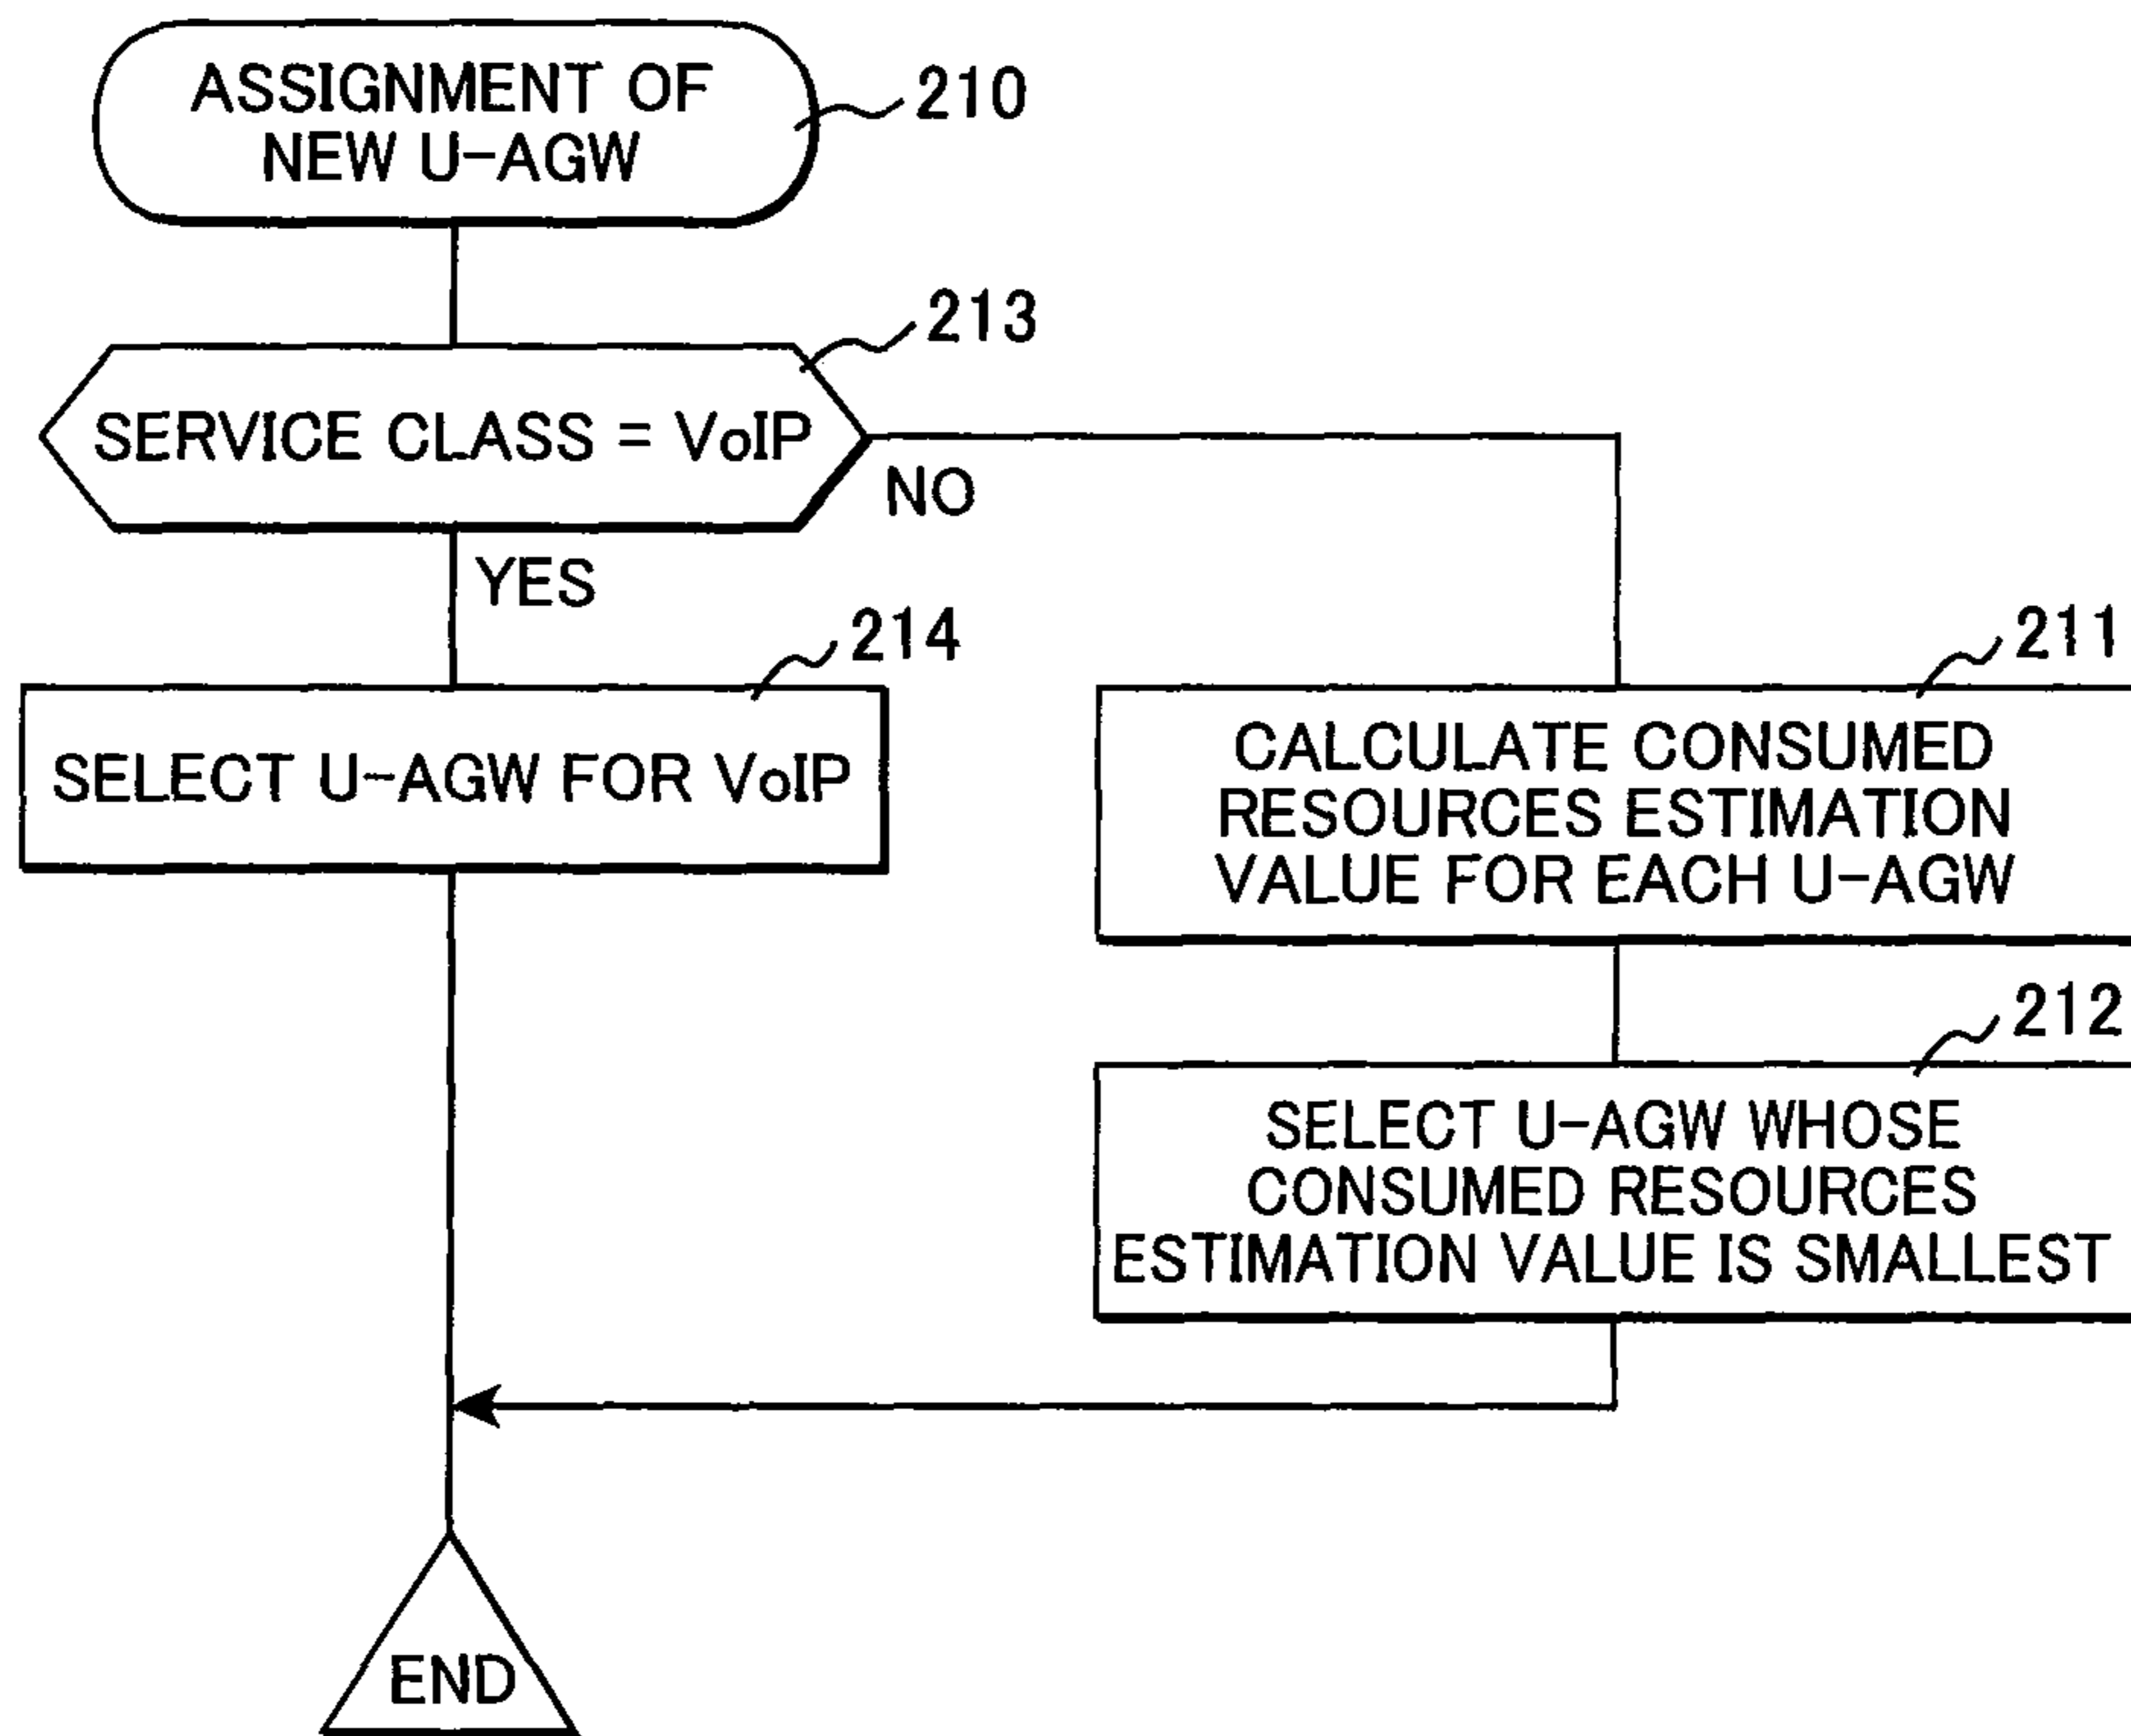 ASSIGNMENT OF
NEW U-AGW
210
213
SERVICE CLASS = VoIP
NO
YES
214
SELECT U-AGW FOR VoIP
211
CALCULATE CONSUMED
RESOURCES ESTIMATION
VALUE FOR EACH U-AGW
212
SELECT U-AGW WHOSE
CONSUMED RESOURCES
ESTIMATION VALUE IS SMALLEST
END